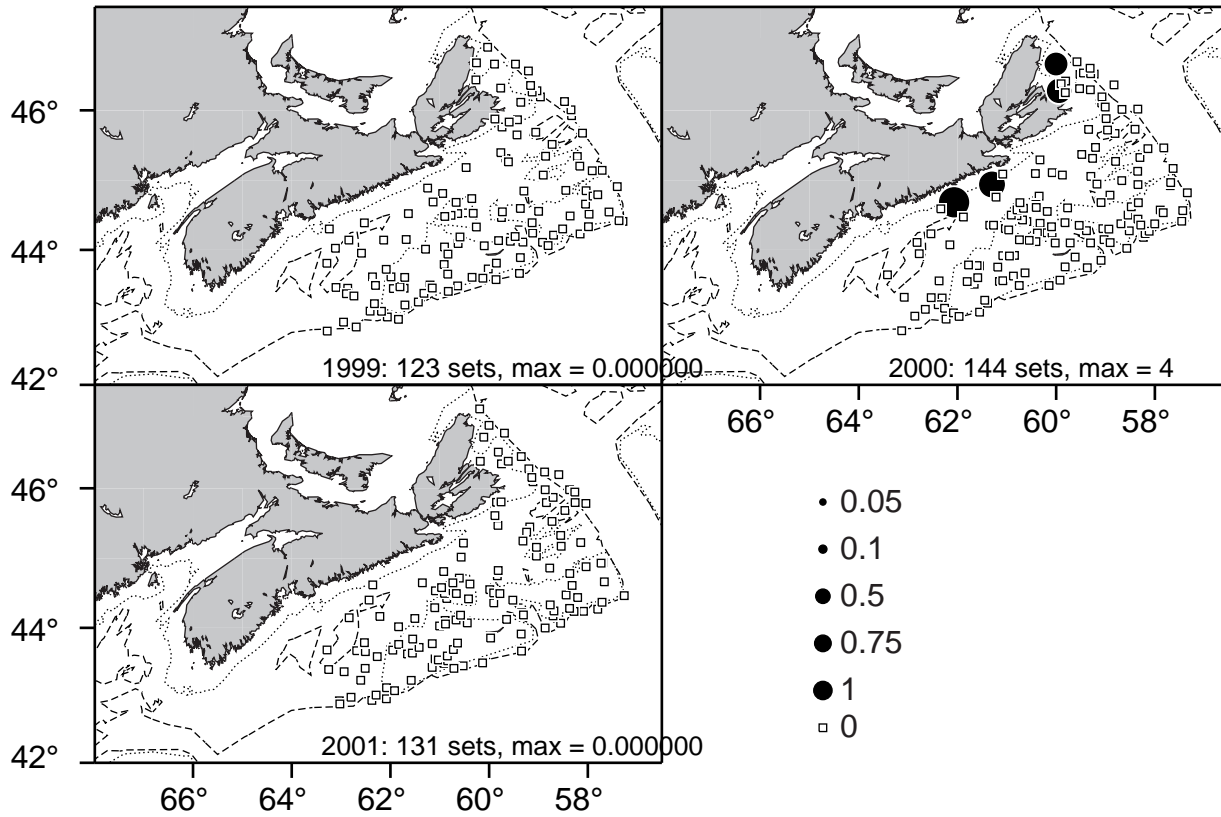 46°
44°
42°
1999: 123 sets, max = 0.000000
2000: 144 sets, max = 4
66° 64° 62° 60° 58°
46°
44°
42°
2001: 131 sets, max = 0.000000
66° 64° 62° 60° 58°
0.05
0.1
0.5
0.75
1
0